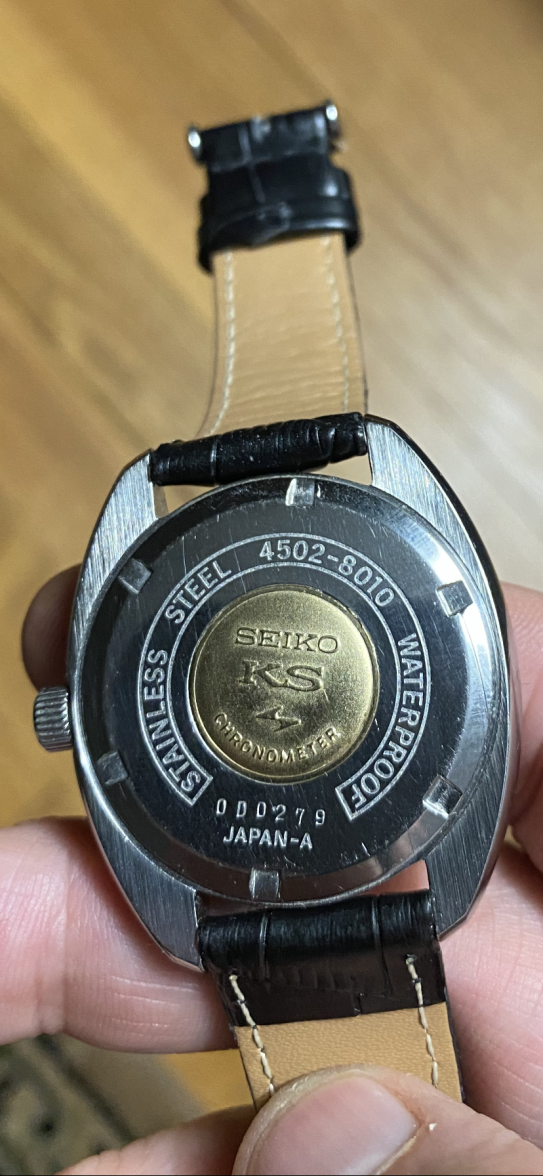 STAINLESS STEEL 4502-8010 WATERPROOF
SEIKO
KS
CHRONOMETER
000279
JAPAN-A